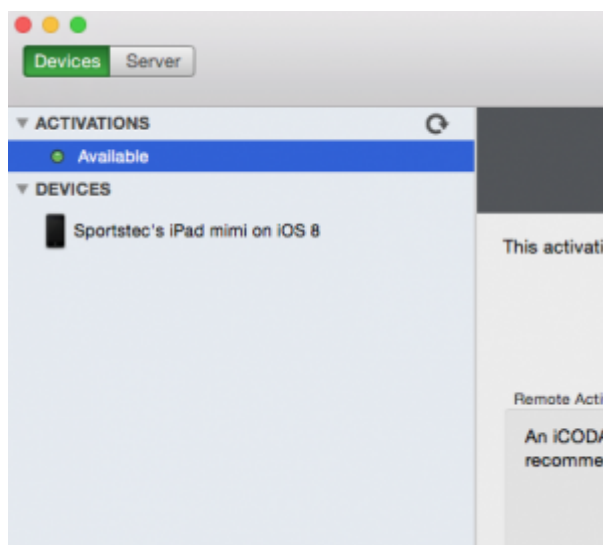 Devices Server
ACTIVATIONS
Available
DEVICES
Sportstec's iPad mimi on iOS 8
This activati
Remote Acti
An iCODA
recomme